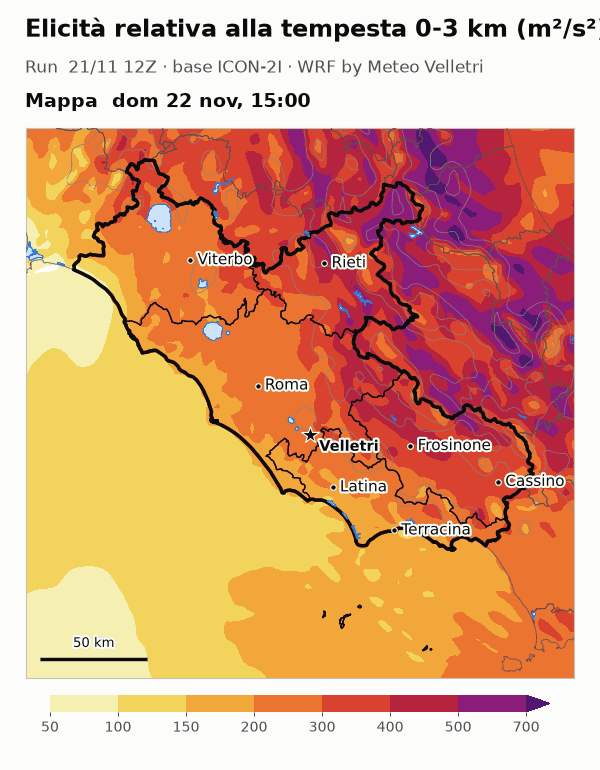 Elicità relativa alla tempesta 0-3 km (m²/s²)
Run 21/11 12Z · base ICON-2I · WRF by Meteo Velletri
Mappa dom 22 nov, 15:00
Viterbo
Rieti
Roma
Velletri
Frosinone
Cassino
Latina
Terracina
50 km
50 100 150 200 300 400 500 700